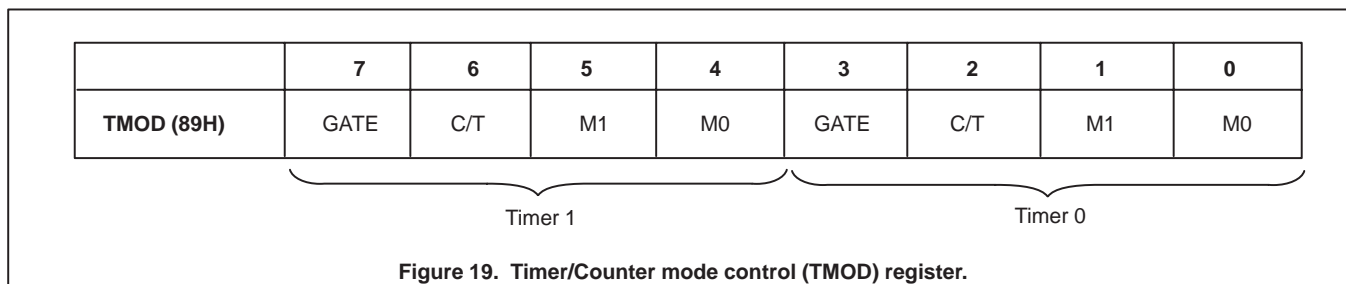 7 6 5 4 3 2 1 0
TMOD (89H) GATE C/T M1 M0 GATE C/T M1 M0
Timer 1 Timer 0
Figure 19. Timer/Counter mode control (TMOD) register.